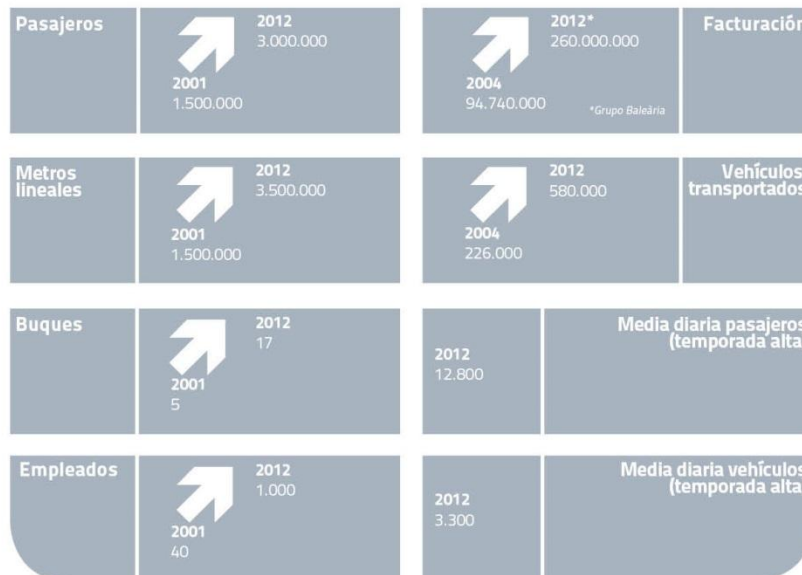 Pasajeros
2012
3.000.000
2001
1.500.000
2012*
260.000.000
2004
94.740.000
*Grupo Baleària
Facturación
Metros
lineales
2012
3.500.000
2001
1.500.000
2012
580.000
2004
226.000
Vehículos
transportados
Buques
2012
17
2001
5
2012
12.800
Media diaria pasajeros
(temporada alta
Empleados
2012
1.000
2001
40
2012
3.300
Media diaria vehículos
(temporada alta